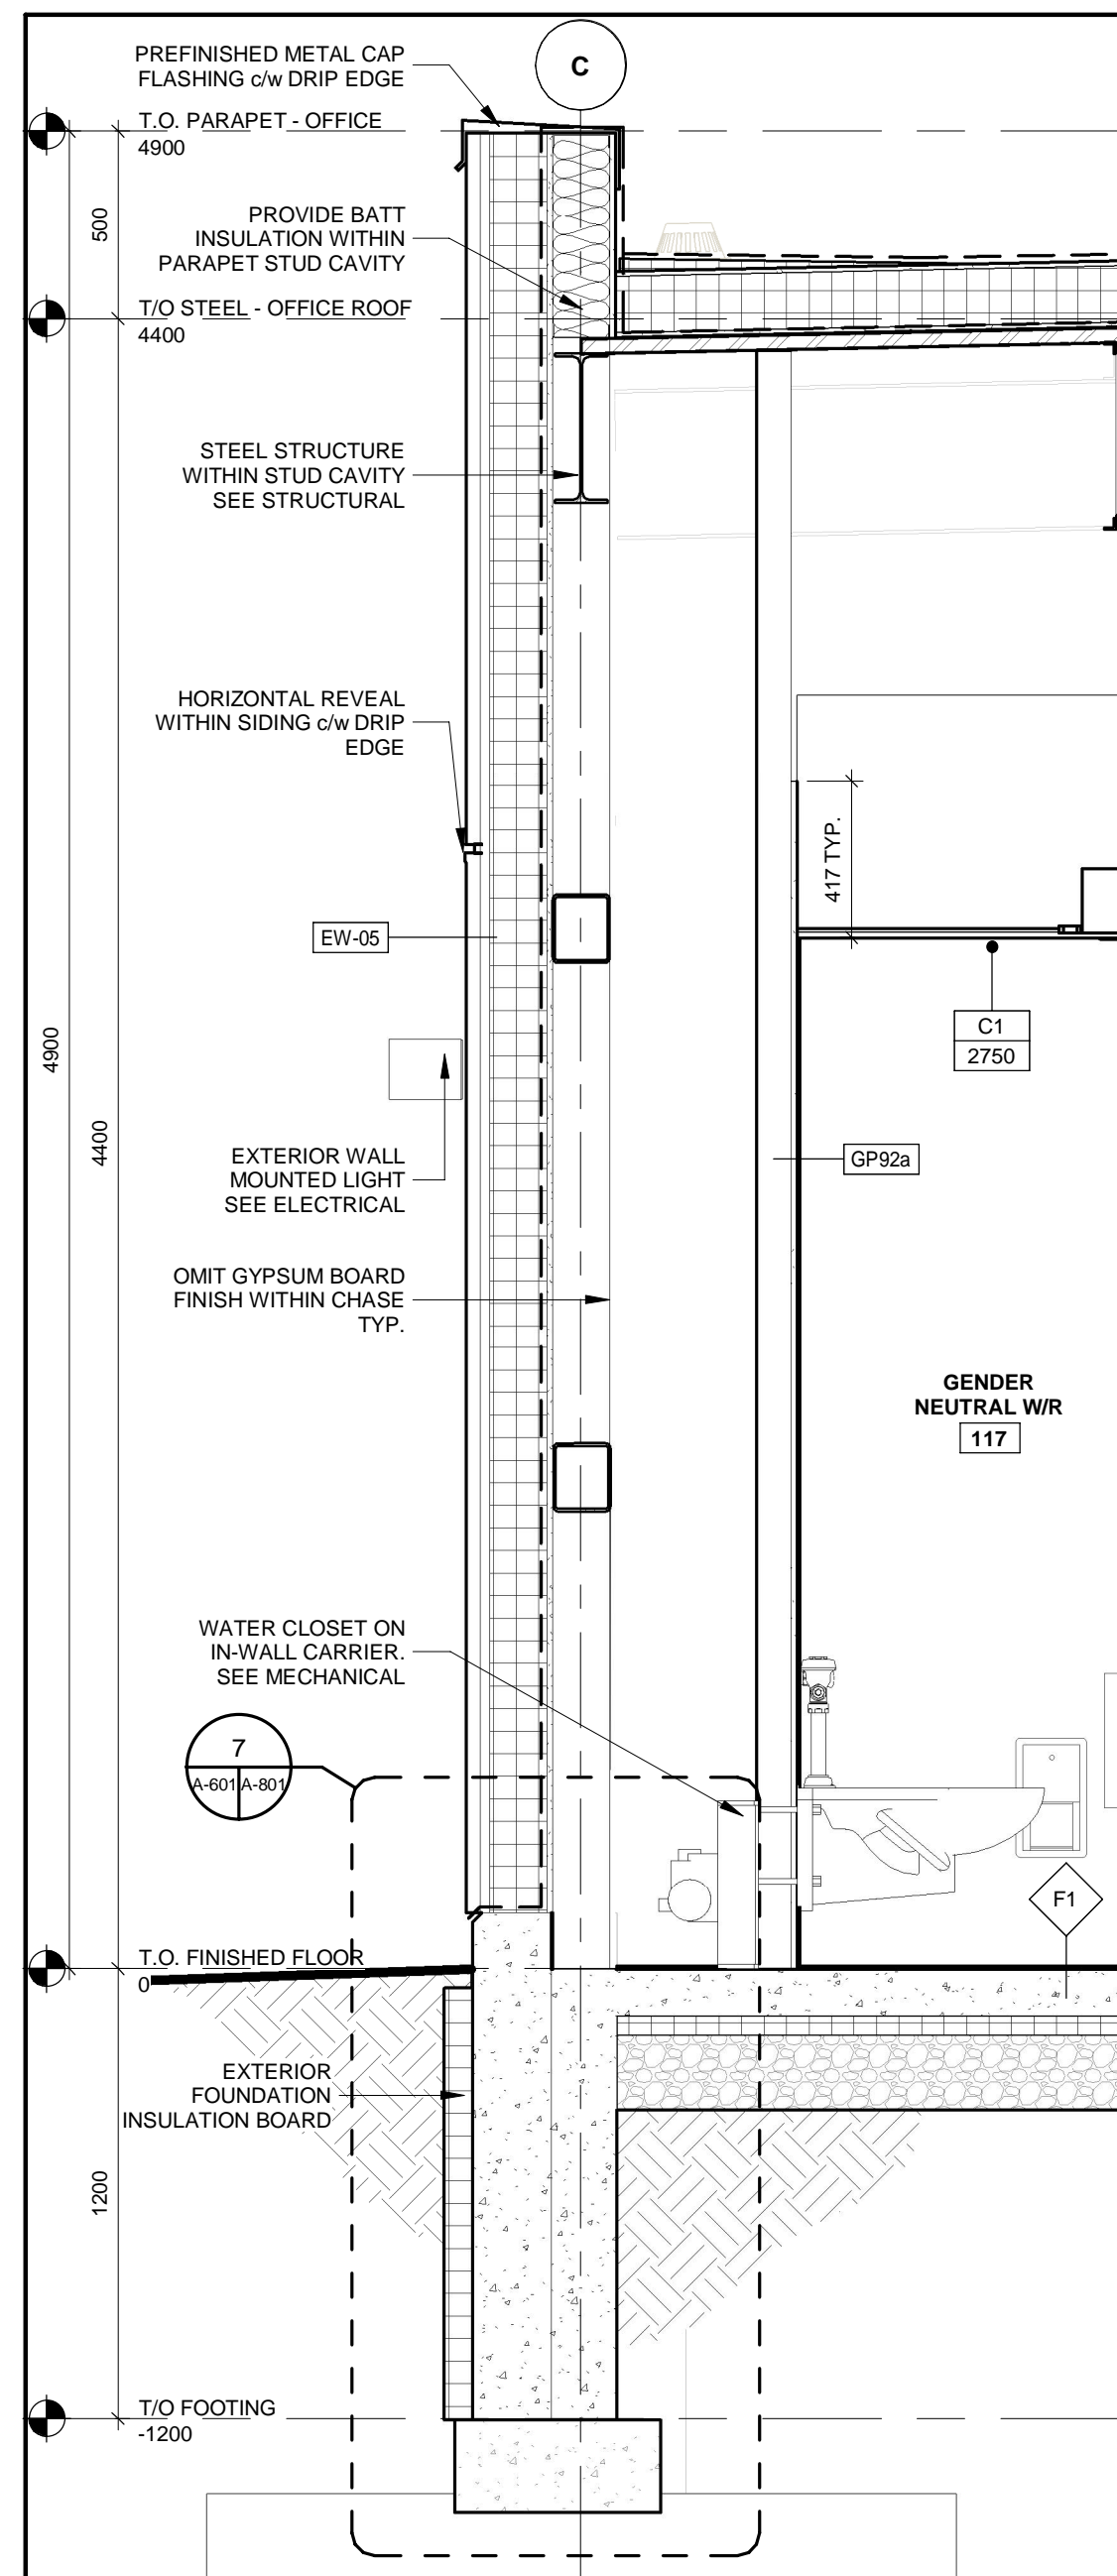 PREFINISHED METAL CAP
FLASHING c/w DRIP EDGE
C
T.O. PARAPET - OFFICE
4900
500
PROVIDE BATT
INSULATION WITHIN
PARAPET STUD CAVITY
T/O STEEL - OFFICE ROOF
4400
STEEL STRUCTURE
WITHIN STUD CAVITY
SEE STRUCTURAL
HORIZONTAL REVEAL
WITHIN SIDING c/w DRIP
EDGE
417 TYP.
EW-05
C1
2750
4900
4400
EXTERIOR WALL
MOUNTED LIGHT
SEE ELECTRICAL
GP92a
OMIT GYPSUM BOARD
FINISH WITHIN CHASE
TYP.
GENDER
NEUTRAL W/R
117
WATER CLOSET ON
IN-WALL CARRIER.
SEE MECHANICAL
7
A-601 A-801
F1
T.O. FINISHED FLOOR
0
EXTERIOR
FOUNDATION
INSULATION BOARD
1200
T/O FOOTING
-1200